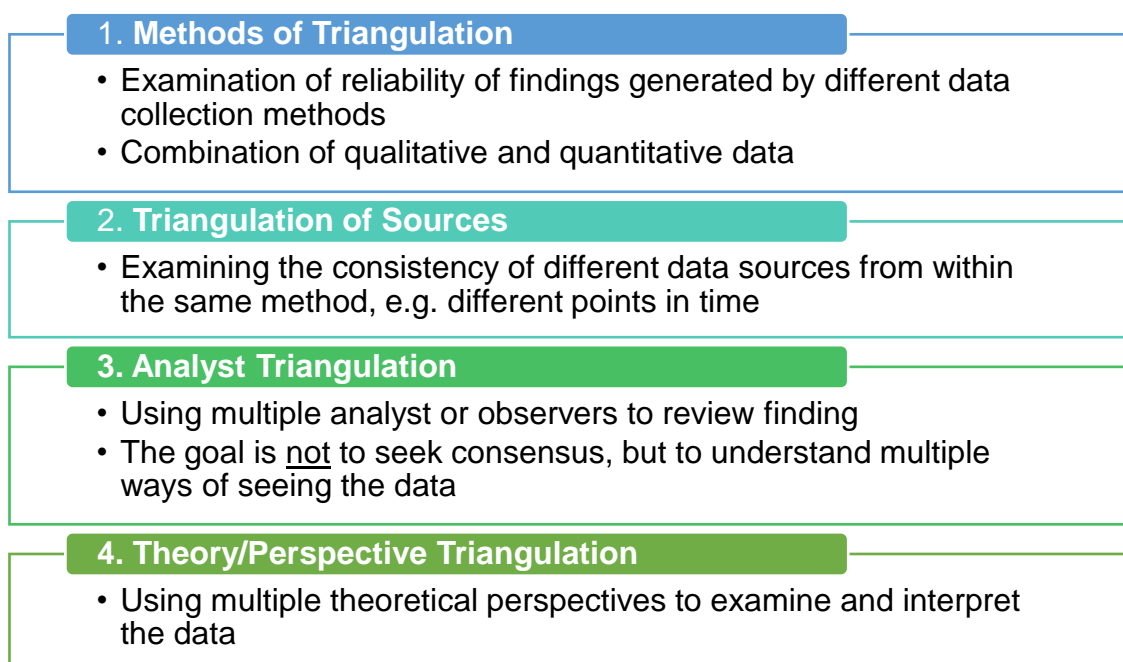 1. Methods of Triangulation
• Examination of reliability of findings generated by different data
collection methods
• Combination of qualitative and quantitative data
2. Triangulation of Sources
• Examining the consistency of different data sources from within
the same method, e.g. different points in time
3. Analyst Triangulation
• Using multiple analyst or observers to review finding
• The goal is not to seek consensus, but to understand multiple
ways of seeing the data
4. Theory/Perspective Triangulation
• Using multiple theoretical perspectives to examine and interpret
the data